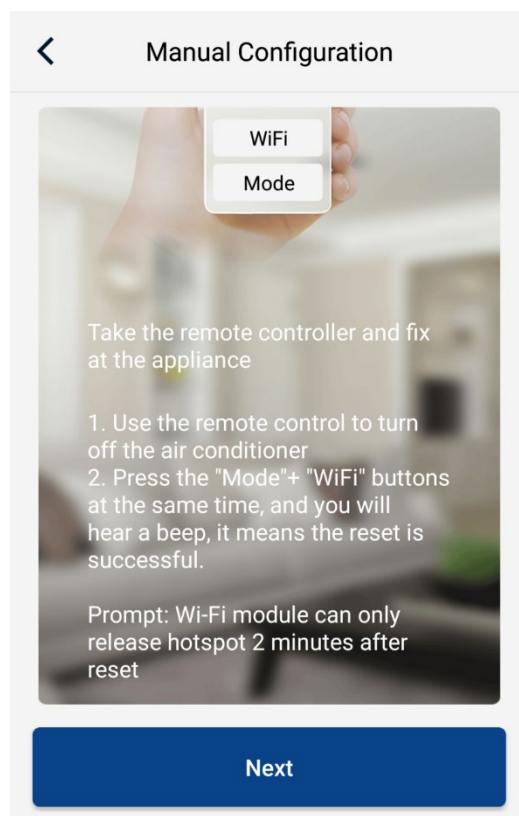 Manual Configuration
WiFi
Mode
Take the remote controller and fix
at the appliance
1. Use the remote control to turn
off the air conditioner
2. Press the "Mode"+ "WiFi" buttons
at the same time, and you will
hear a beep, it means the reset is
successful.
Prompt: Wi-Fi module can only
release hotspot 2 minutes after
reset
Next